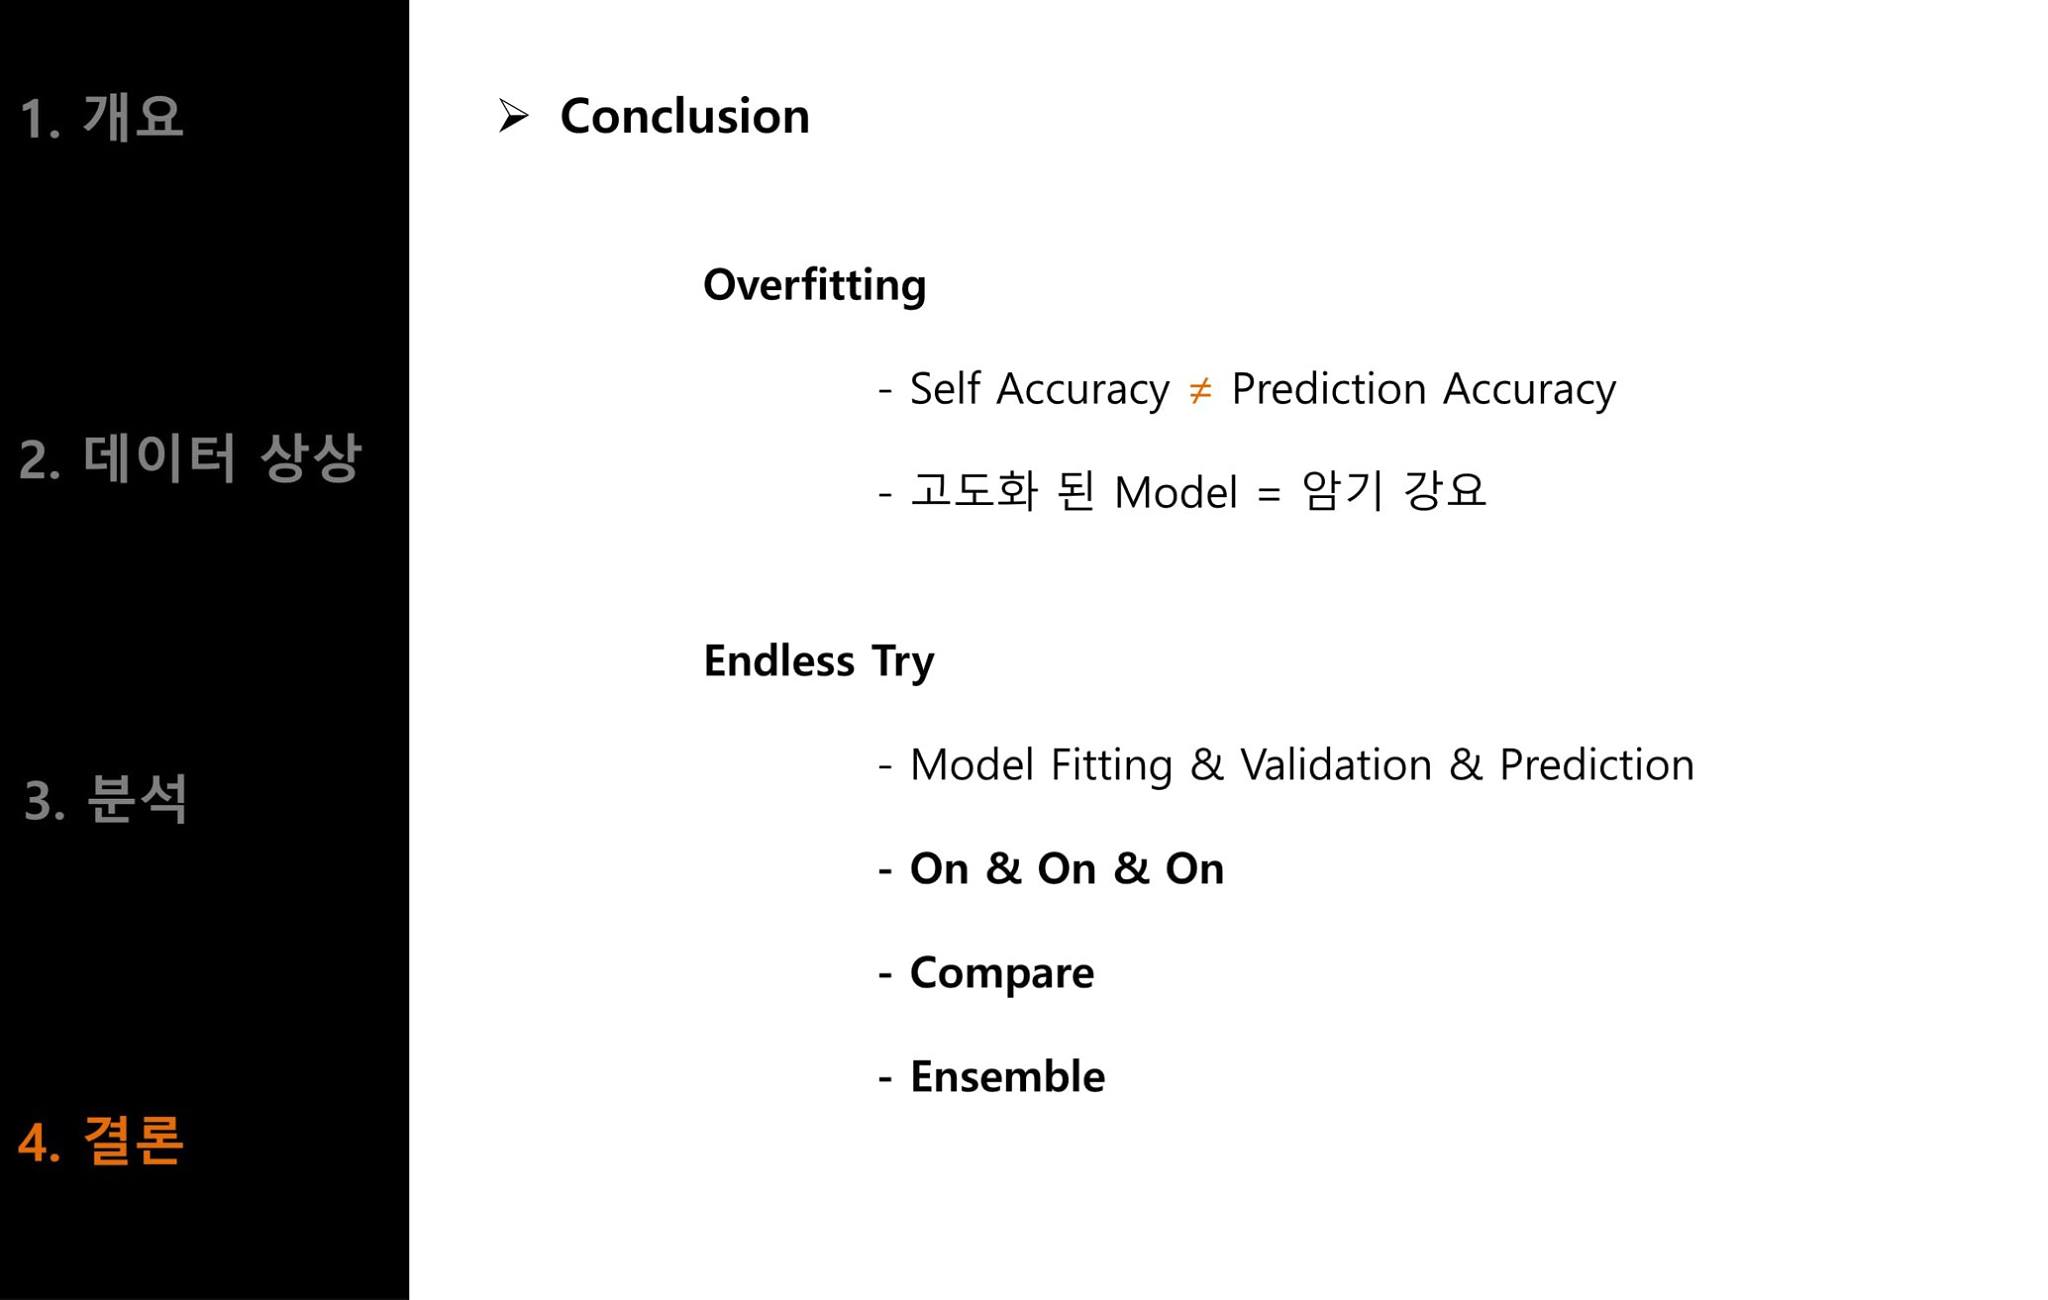 1. 개요
2. 데이터 상상
3. 분석
4. 결론
➢ Conclusion
Overfitting
- Self Accuracy ≠ Prediction Accuracy
- 고도화 된 Model = 암기 강요
Endless Try
- Model Fitting & Validation & Prediction
- On & On & On
- Compare
- Ensemble